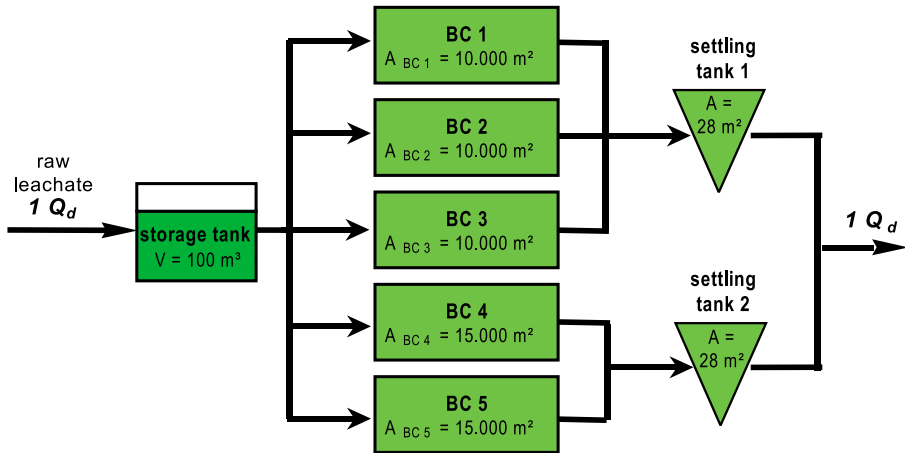 raw
leachate
1 Q d
storage tank
V = 100 m³
BC 1
A BC 1 = 10.000 m²
BC 2
A BC 2 = 10.000 m²
BC 3
A BC 3 = 10.000 m²
BC 4
A BC 4 = 15.000 m²
BC 5
A BC 5 = 15.000 m²
settling
tank 1
A =
28 m²
settling
tank 2
A =
28 m²
1 Q d